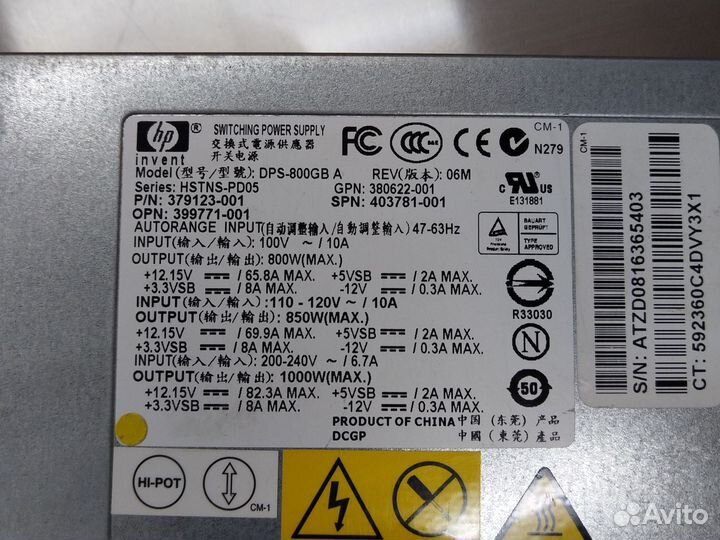 hp ® SWITCHING POWER SUPPLY
invent 交換式電源供應器
开关电源
FC CCC N279 CM-1
Model(型号/型號): DPS-800GB A REV(版本): 06M
Series: HSTNS-PD05 GPN: 380622-001
P/N: 379123-001 SPN: 403781-001
OPN: 399771-001
c RU us
E131881
AUTORANGE INPUT(自动调整输入/自動調整輸入) 47-63Hz
INPUT(输入/輸入): 100V ~ / 10A
OUTPUT(输出/輸出): 800W(MAX.)
+12.15V / 65.8A MAX. +5VSB / 2A MAX.
+3.3VSB / 8A MAX. -12V / 0.3A MAX.
INPUT(输入/輸入): 110 - 120V ~ / 10A
OUTPUT(输出/輸出): 850W(MAX.)
+12.15V / 69.9A MAX. +5VSB / 2A MAX.
+3.3VSB / 8A MAX. -12V / 0.3A MAX.
INPUT(输入/輸入): 200-240V ~ / 6.7A
OUTPUT(输出/輸出): 1000W(MAX.)
+12.15V / 82.3A MAX. +5VSB / 2A MAX.
+3.3VSB / 8A MAX. -12V / 0.3A MAX.
PRODUCT OF CHINA 中国 (东莞) 产品
DCGP 中國 (東莞) 產品
BAUART
GEPRÜFT
TYPE
APPROVED
R33030
N
50
CM-1
S/N: ATZD0816365403
CT: 592360C4DVY3X1
HI-POT
CM-1
Avito